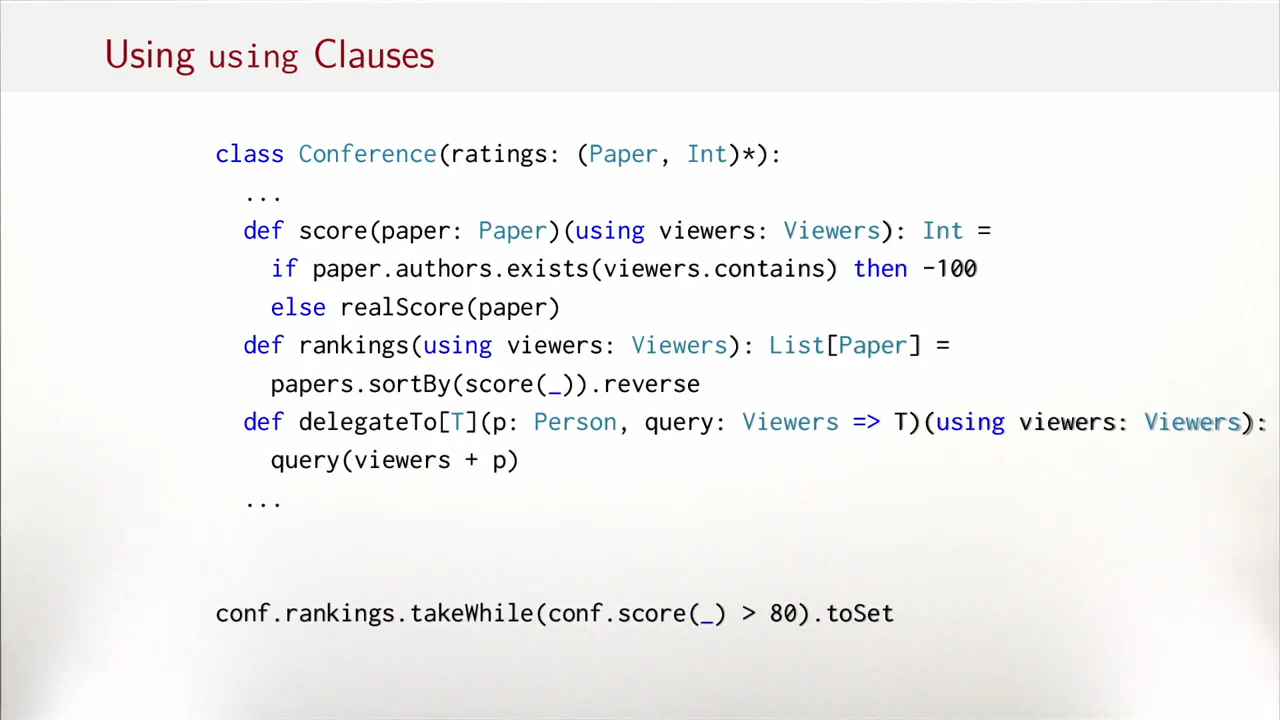 Using using Clauses
class Conference(ratings: (Paper, Int)*):
...
def score(paper: Paper)(using viewers: Viewers): Int =
if paper.authors.exists(viewers.contains) then -100
else realScore(paper)
def rankings(using viewers: Viewers): List[Paper] =
papers.sortBy(score(_)).reverse
def delegateTo[T](p: Person, query: Viewers => T)(using viewers: Viewers):
query(viewers + p)
...
conf.rankings.takeWhile(conf.score(_) > 80).toSet